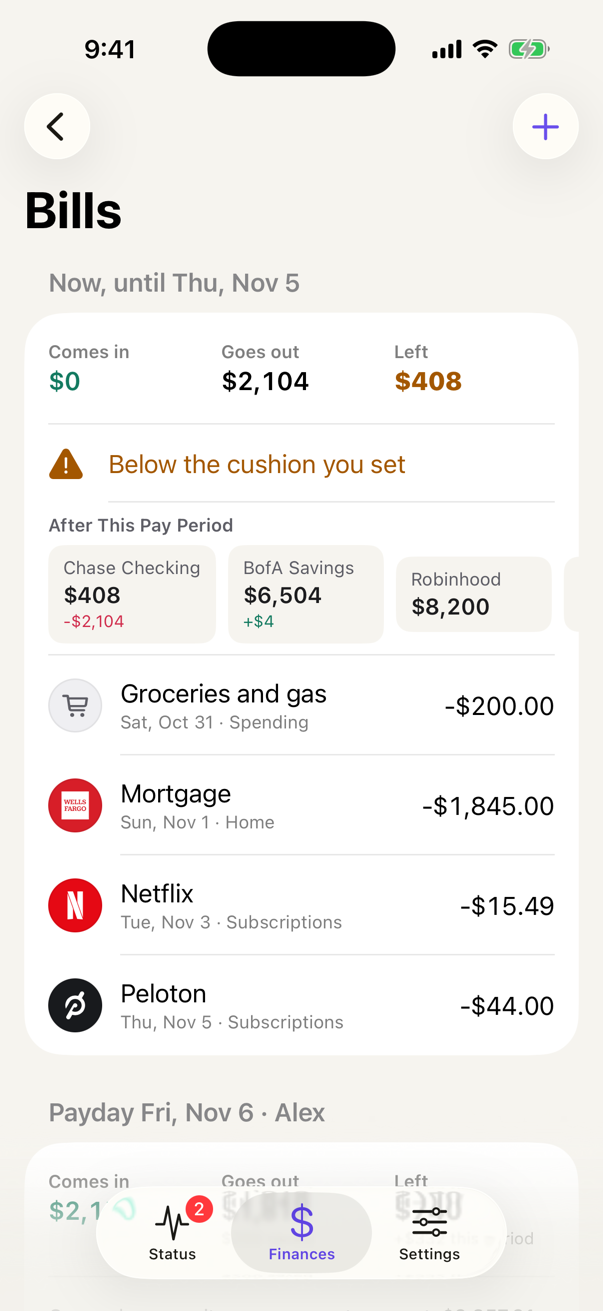 9:41
Bills
Now, until Thu, Nov 5
Comes in Goes out Left
$0 $2,104 $408
Below the cushion you set
After This Pay Period
Chase Checking
$408
-$2,104
BofA Savings
$6,504
+$4
Robinhood
$8,200
Groceries and gas
Sat, Oct 31 · Spending
-$200.00
WELLS
FARGO
Mortgage
Sun, Nov 1 · Home
-$1,845.00
N
Netflix
Tue, Nov 3 · Subscriptions
-$15.49
Peloton
Thu, Nov 5 · Subscriptions
-$44.00
Payday Fri, Nov 6 · Alex
Comes in Goes out Left
2
Status Finances Settings